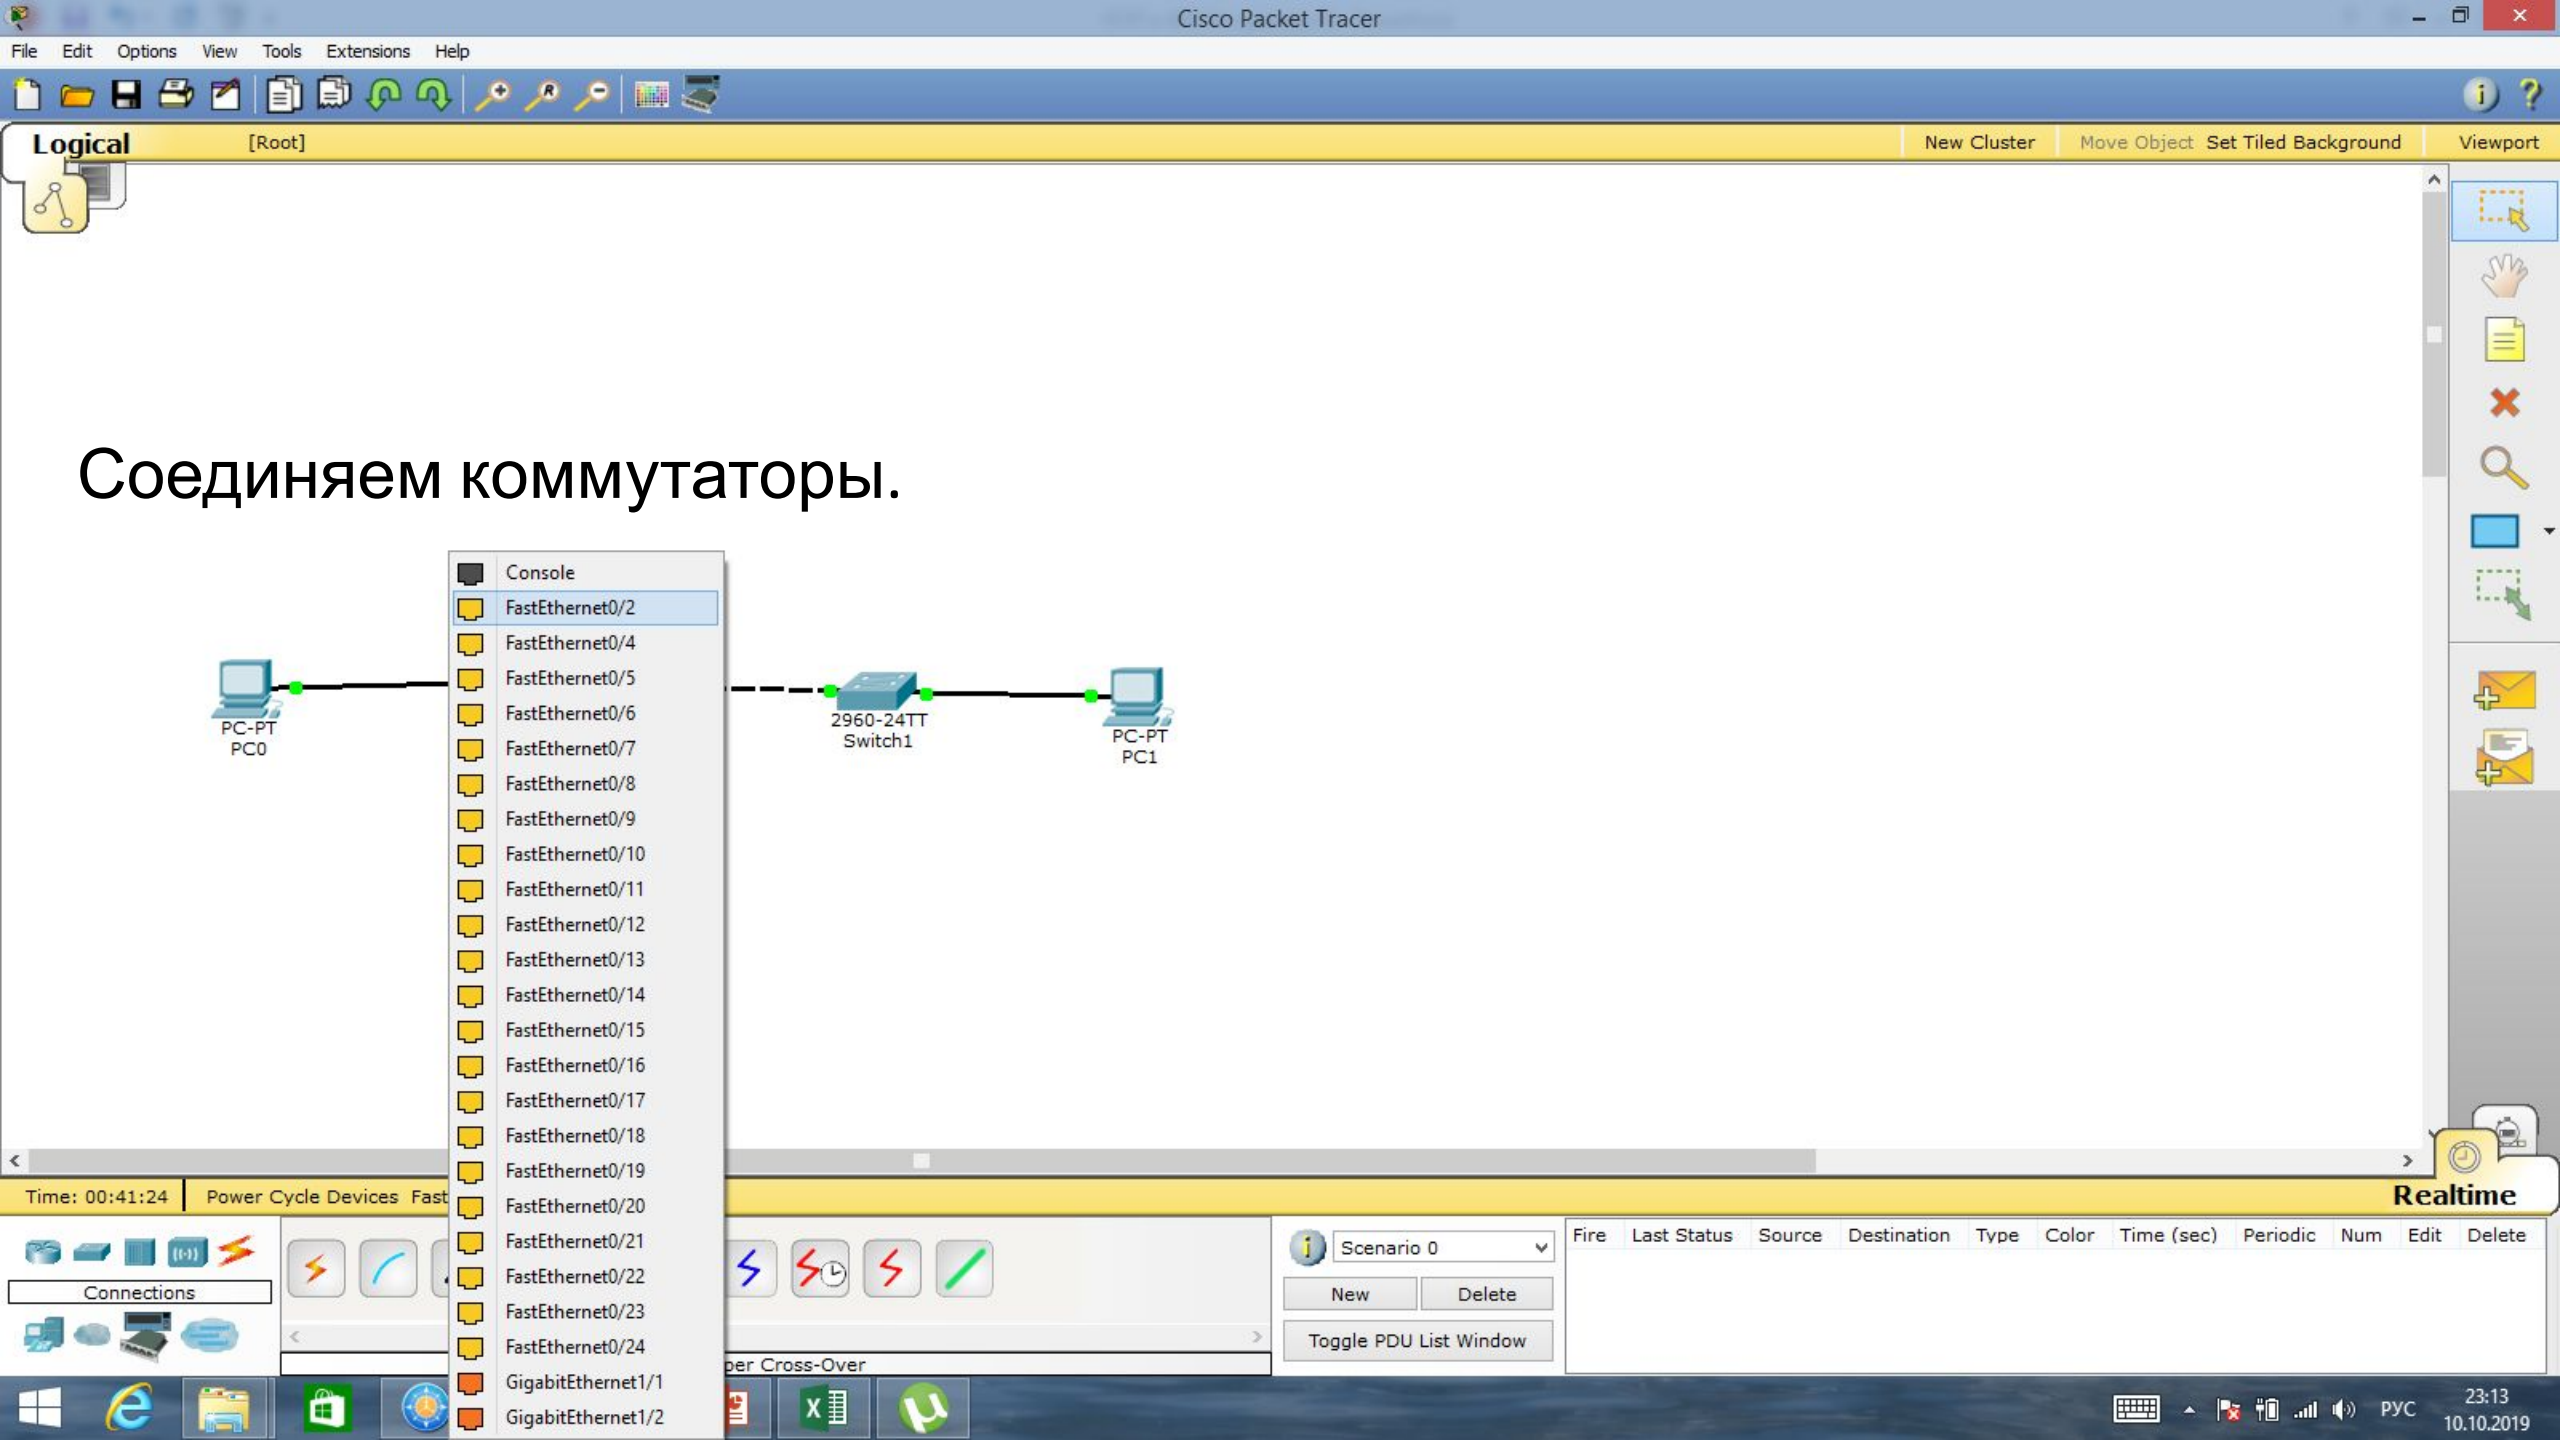 Cisco Packet Tracer
File Edit Options View Tools Extensions Help
Logical [Root] New Cluster Move Object Set Tiled Background Viewport
Соединяем коммутаторы.
Console
FastEthernet0/2
FastEthernet0/4
FastEthernet0/5
FastEthernet0/6
FastEthernet0/7
FastEthernet0/8
FastEthernet0/9
FastEthernet0/10
FastEthernet0/11
FastEthernet0/12
FastEthernet0/13
FastEthernet0/14
FastEthernet0/15
FastEthernet0/16
FastEthernet0/17
FastEthernet0/18
FastEthernet0/19
FastEthernet0/20
FastEthernet0/21
FastEthernet0/22
FastEthernet0/23
FastEthernet0/24
GigabitEthernet1/1
GigabitEthernet1/2
PC-PT
PC0
2960-24TT
Switch1
PC-PT
PC1
Time: 00:41:24 Power Cycle Devices Fast
Realtime
Connections
per Cross-Over
Scenario 0
New Delete
Toggle PDU List Window
Fire Last Status Source Destination Type Color Time (sec) Periodic Num Edit Delete
РУС
23:13
10.10.2019